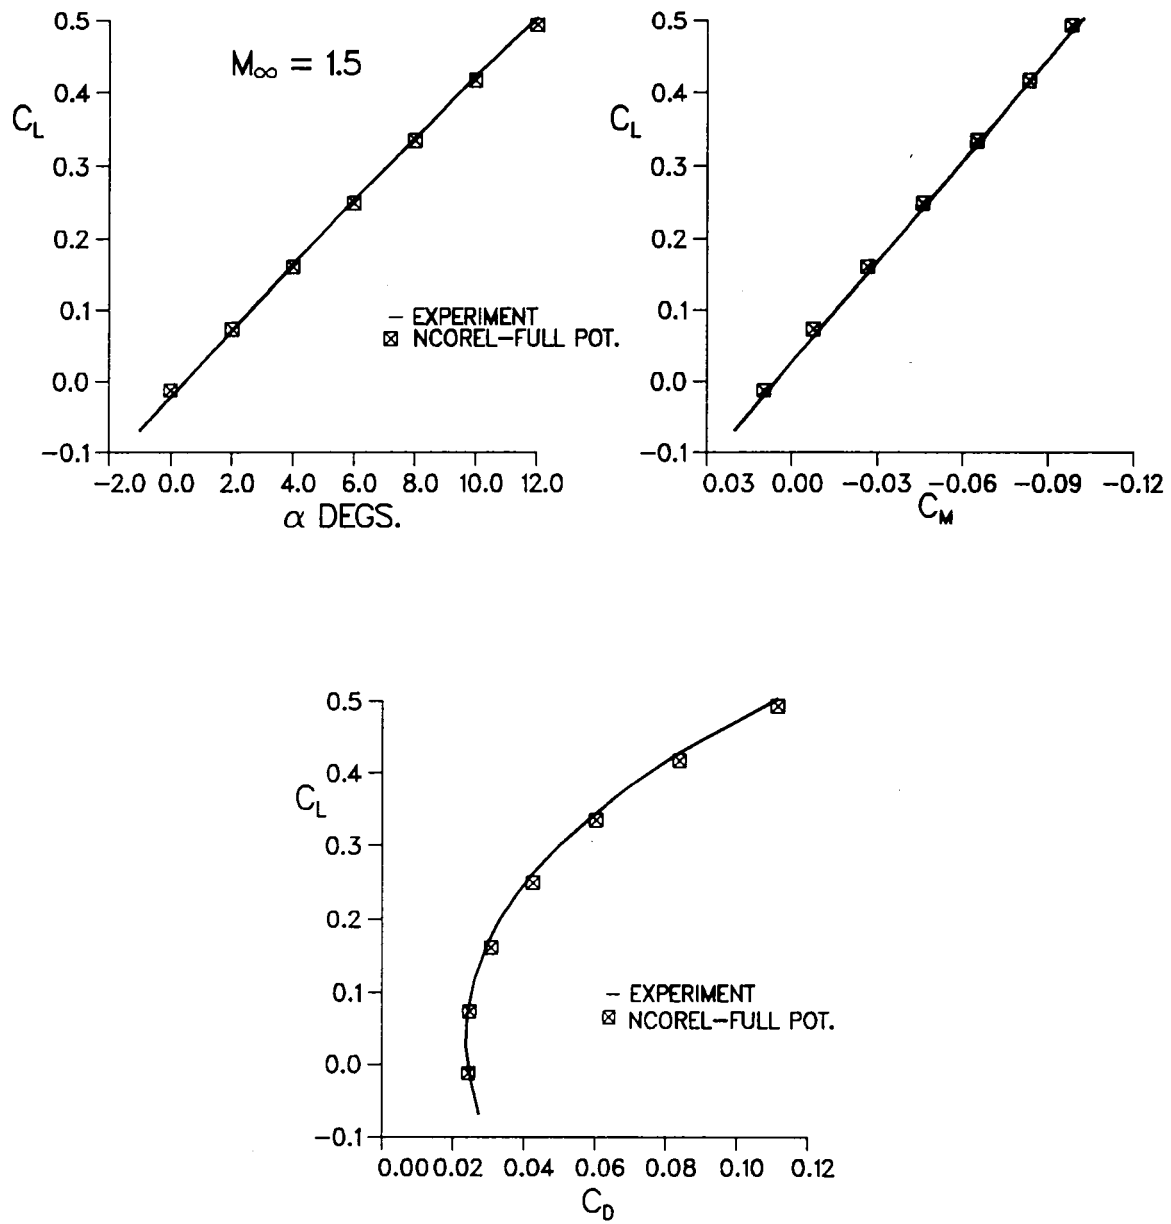 0.5
0.4
0.3
0.2
0.1
0.0
-0.1
C_L
M∞ = 1.5
— EXPERIMENT
⊠ NCOREL-FULL POT.
-2.0 0.0 2.0 4.0 6.0 8.0 10.0 12.0
α DEGS.
0.5
0.4
0.3
0.2
0.1
0.0
-0.1
C_L
0.03 0.00 -0.03 -0.06 -0.09 -0.12
C_M
0.5
0.4
0.3
0.2
0.1
0.0
-0.1
C_L
— EXPERIMENT
⊠ NCOREL-FULL POT.
0.00 0.02 0.04 0.06 0.08 0.10 0.12
C_D